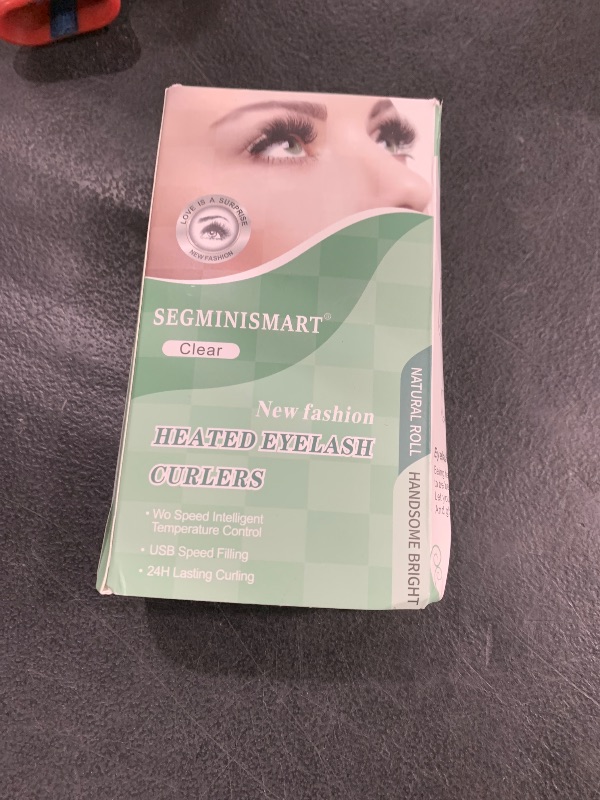 LOVE IS A SURPRISE
NEW FASHION
SEGMINISMART®
Clear
New fashion
HEATED EYELASH
CURLERS
• Wo Speed Intelligent
Temperature Control
• USB Speed Filling
• 24H Lasting Curling
NATURAL ROLL
HANDSOME BRIGHT